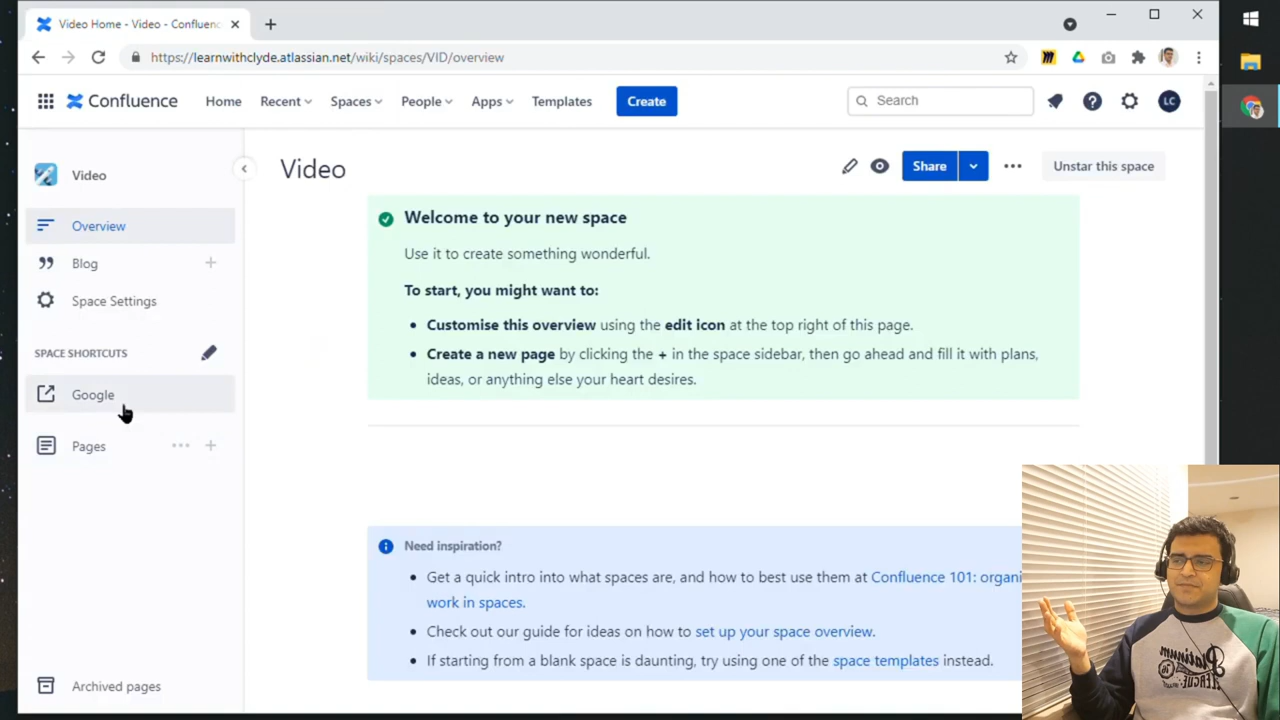 Video Home - Video - Confluenc
https://learnwithclyde.atlassian.net/wiki/spaces/VID/overview
Confluence Home Recent Spaces People Apps Templates Create Search LC
Video
Overview
Blog
Space Settings
SPACE SHORTCUTS
Google
Pages
Archived pages
Video Share Unstar this space
Welcome to your new space
Use it to create something wonderful.
To start, you might want to:
• Customise this overview using the edit icon at the top right of this page.
• Create a new page by clicking the + in the space sidebar, then go ahead and fill it with plans,
ideas, or anything else your heart desires.
Need inspiration?
• Get a quick intro into what spaces are, and how to best use them at Confluence 101: organi
work in spaces.
• Check out our guide for ideas on how to set up your space overview.
• If starting from a blank space is daunting, try using one of the space templates instead.
Platinum